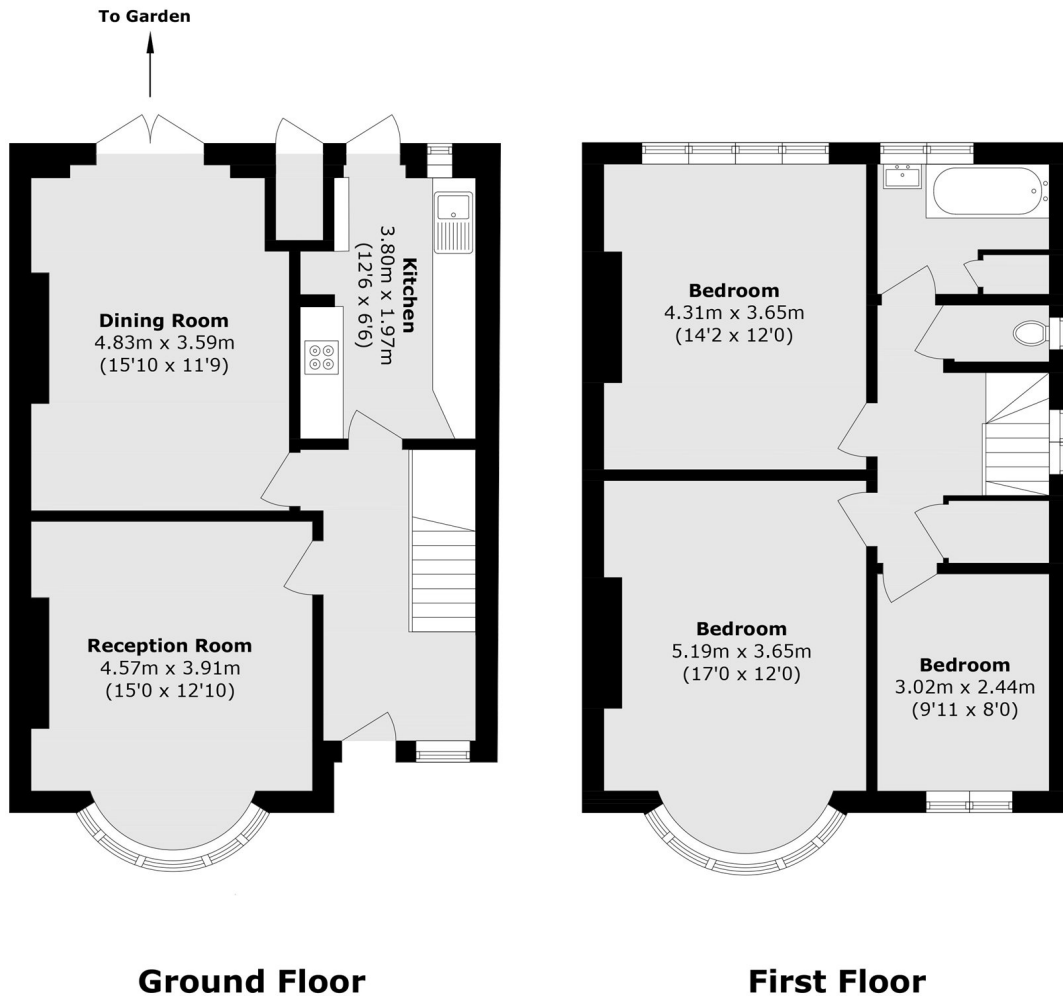 To Garden
Dining Room
4.83m x 3.59m
(15'10 x 11'9)
Kitchen
3.80m x 1.97m
(12'6 x 6'6)
Reception Room
4.57m x 3.91m
(15'0 x 12'10)
Bedroom
4.31m x 3.65m
(14'2 x 12'0)
Bedroom
5.19m x 3.65m
(17'0 x 12'0)
Bedroom
3.02m x 2.44m
(9'11 x 8'0)
Ground Floor
First Floor